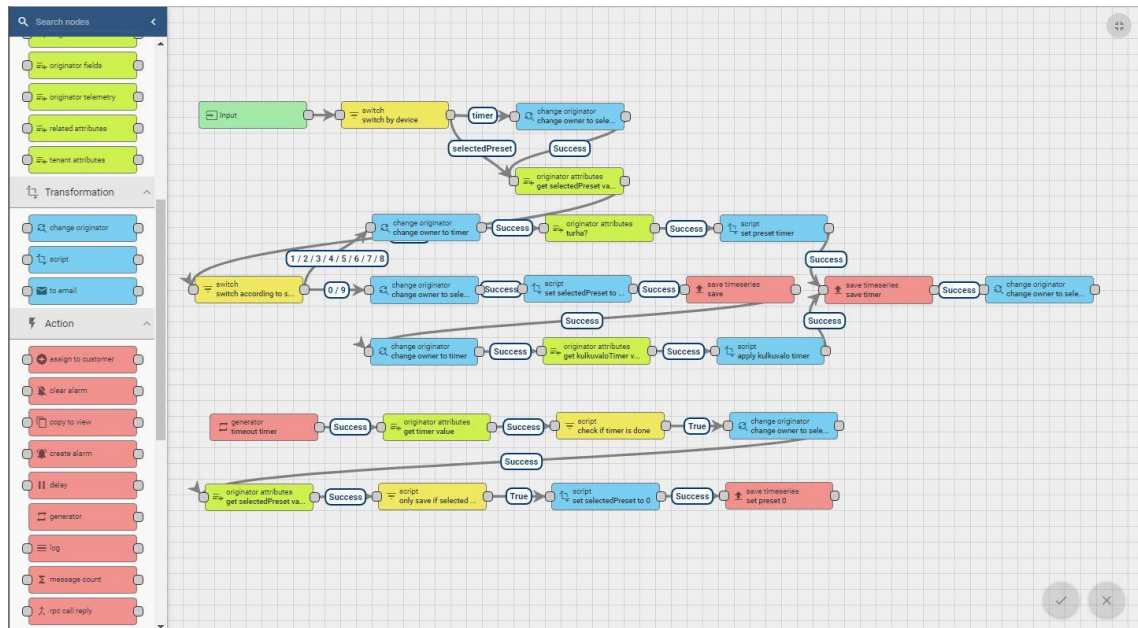 Search nodes
originator fields
originator telemetry
related attributes
tenant attributes
Transformation
change originator
script
to email
Action
assign to customer
clear alarm
copy to view
create alarm
delay
generator
log
message count
rpc call reply
Input
switch
switch by device
timer
change originator
change owner to sele...
selectedPreset
Success
originator attributes
get selectedPreset va...
change originator
change owner to timer
Success
originator attributes
turha?
Success
script
set preset timer
Success
1 / 2 / 3 / 4 / 5 / 6 / 7 / 8
switch
switch according to s...
0 / 9
change originator
change owner to sele...
Success
script
set selectedPreset to ...
Success
save timeseries
save
save timeseries
save timer
Success
change originator
change owner to sele...
Success
Success
change originator
change owner to timer
Success
originator attributes
get kulkuvaloTimer v...
Success
script
apply kulkuvalo timer
generator
timeout timer
Success
originator attributes
get timer value
Success
script
check if timer is done
True
change originator
change owner to sele...
Success
originator attributes
get selectedPreset va...
Success
script
only save if selected ...
True
script
set selectedPreset to 0
Success
save timeseries
set preset 0